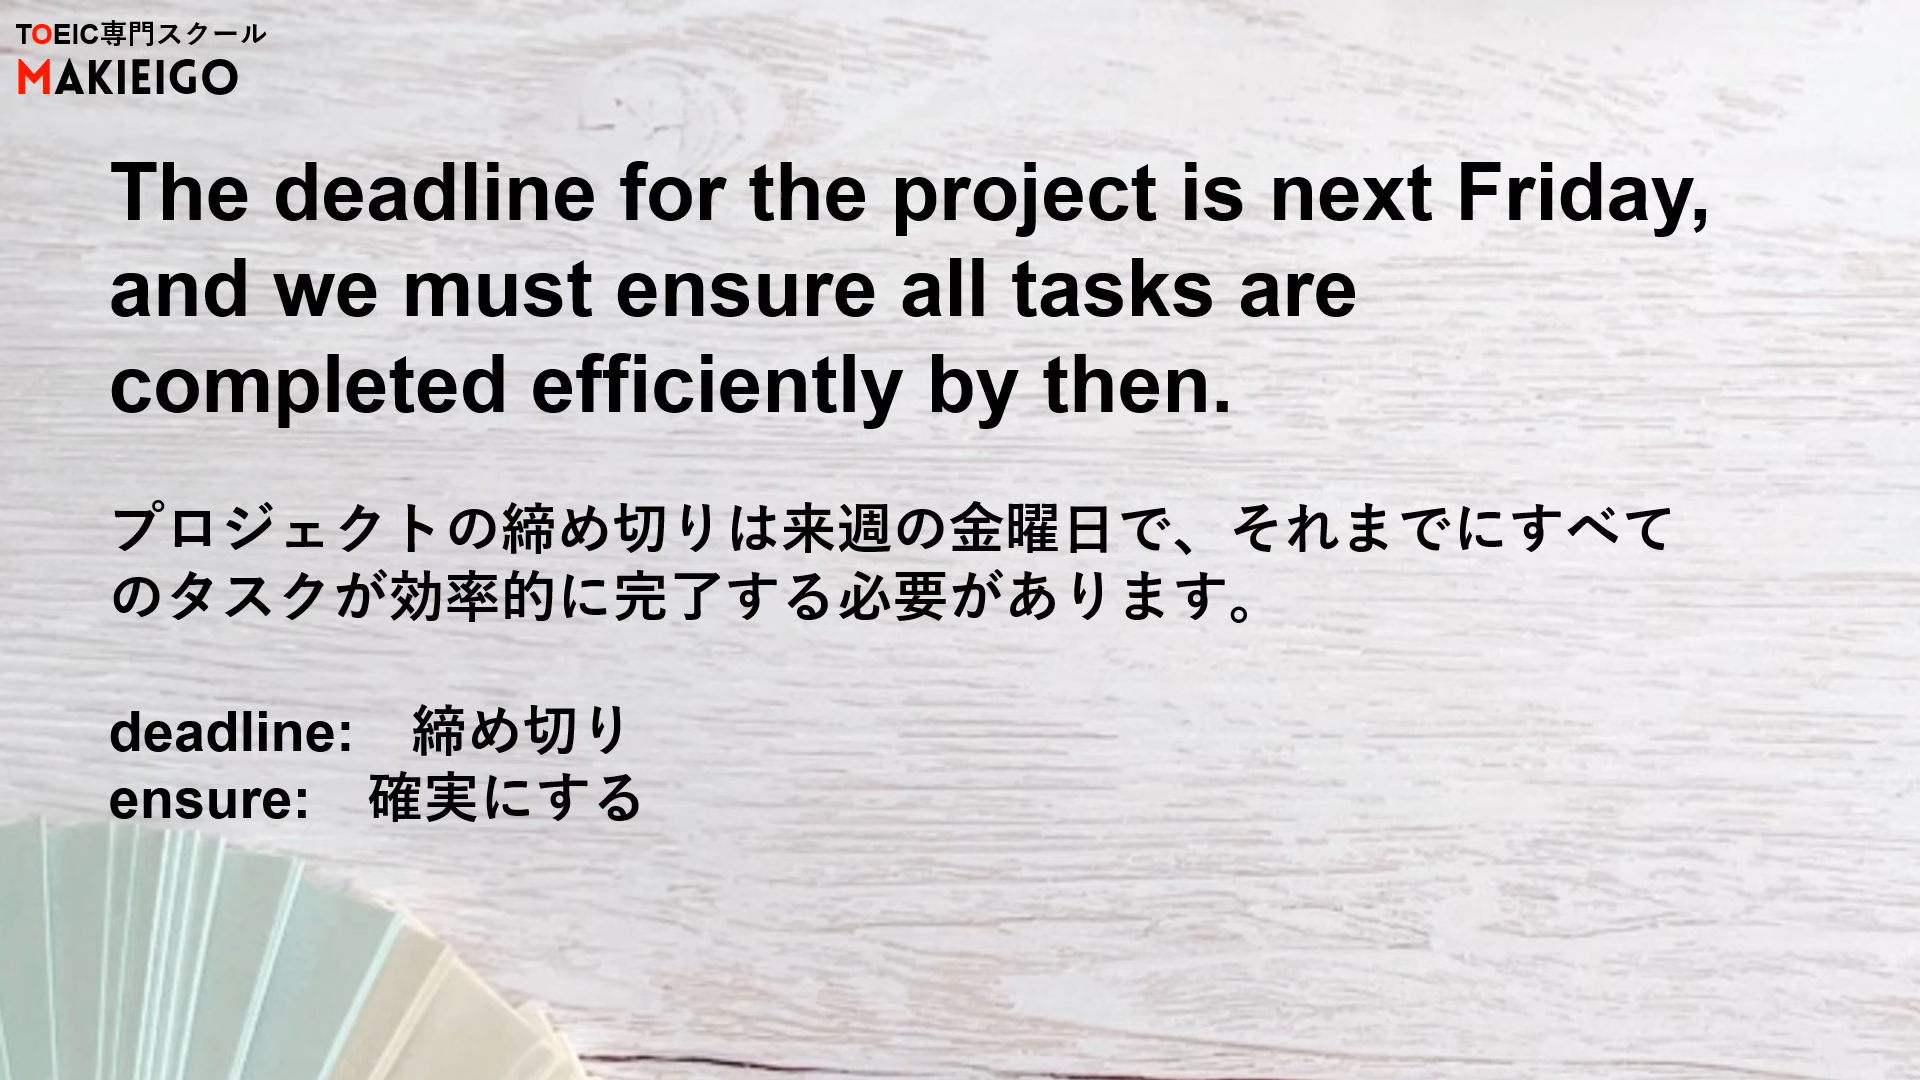 TOEIC専門スクール
MAKIEIGO
The deadline for the project is next Friday,
and we must ensure all tasks are
completed efficiently by then.
プロジェクトの締め切りは来週の金曜日で、それまでにすべて
のタスクが効率的に完了する必要があります。
deadline:　締め切り
ensure:　確実にする